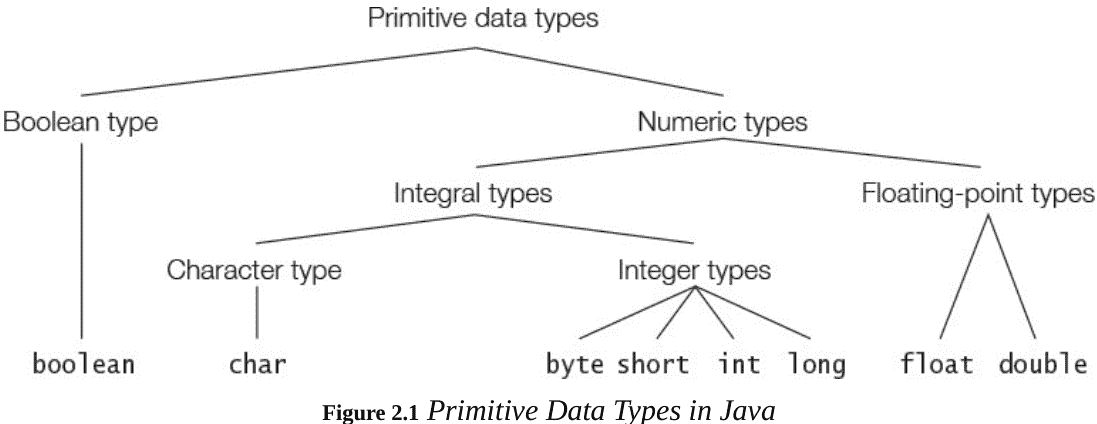 Primitive data types
Boolean type Numeric types
Integral types Floating-point types
Character type Integer types
boolean char byte short int long float double
Figure 2.1 Primitive Data Types in Java